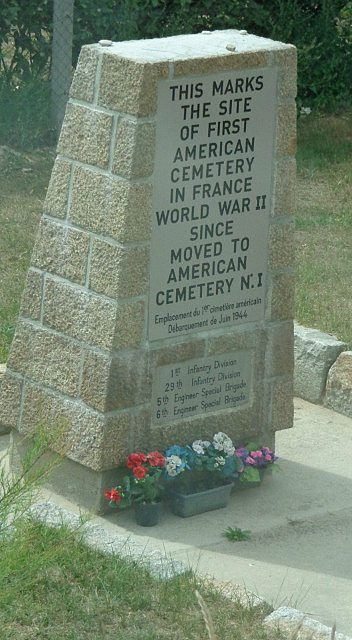 THIS MARKS
THE SITE
OF FIRST
AMERICAN
CEMETERY
IN FRANCE
WORLD WAR II
SINCE
MOVED TO
AMERICAN
CEMETERY N.I
Emplacement du 1er cimetière américain
Débarquement de Juin 1944
1st Infantry Division
29th Infantry Division
5th Engineer Special Brigade
6th Engineer Special Brigade